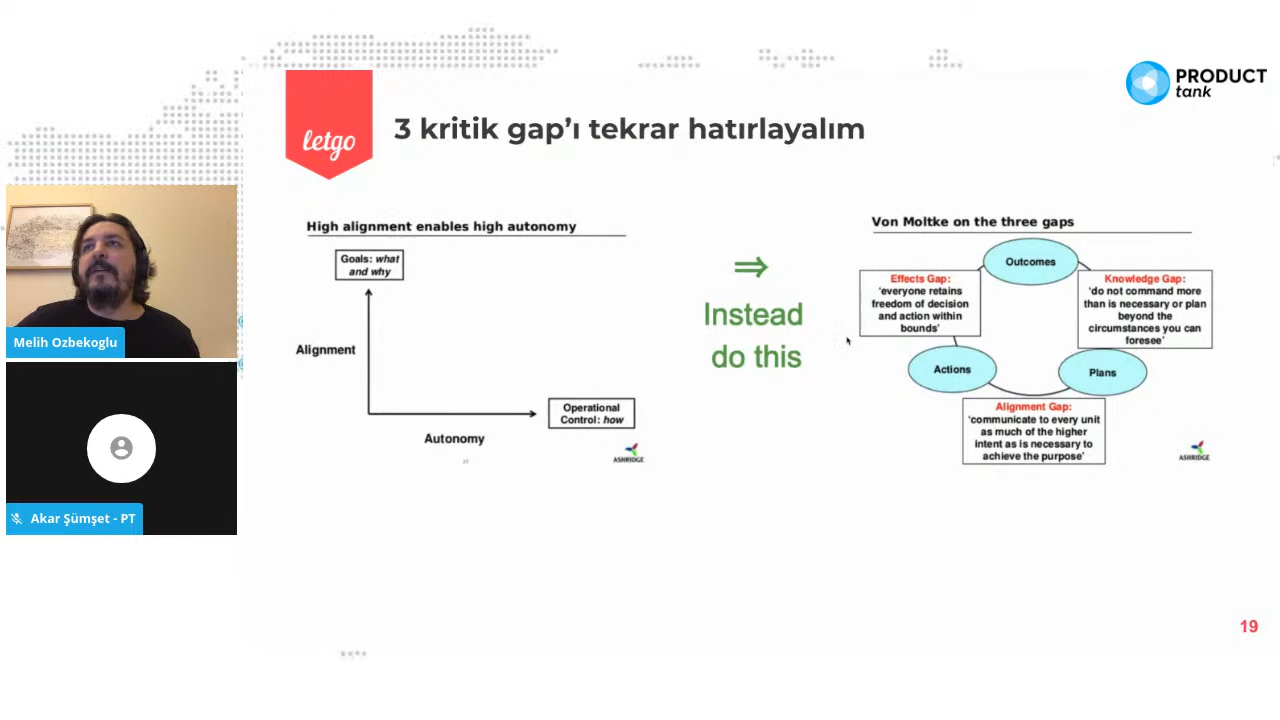 PRODUCT
tank
letgo
3 kritik gap’ı tekrar hatırlayalım
High alignment enables high autonomy
Goals: what
and why
Alignment
Operational
Control: how
Autonomy
ASHRIDGE
⇒
Instead
do this
Von Moltke on the three gaps
Outcomes
Effects Gap:
‘everyone retains
freedom of decision
and action within
bounds’
Knowledge Gap:
‘do not command more
than is necessary or plan
beyond the
circumstances you can
foresee’
Actions
Plans
Alignment Gap:
‘communicate to every unit
as much of the higher
intent as is necessary to
achieve the purpose’
ASHRIDGE
Melih Ozbekoglu
Akar Şümşet - PT
19